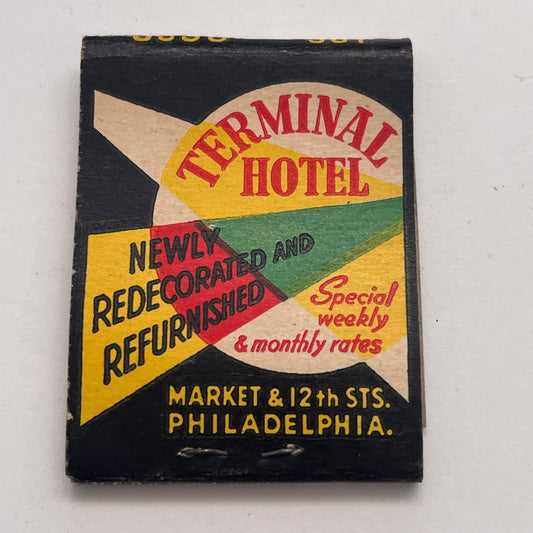 TERMINAL
HOTEL
NEWLY
REDECORATED AND
REFURNISHED
Special
weekly
& monthly rates
MARKET & 12th STS.
PHILADELPHIA.